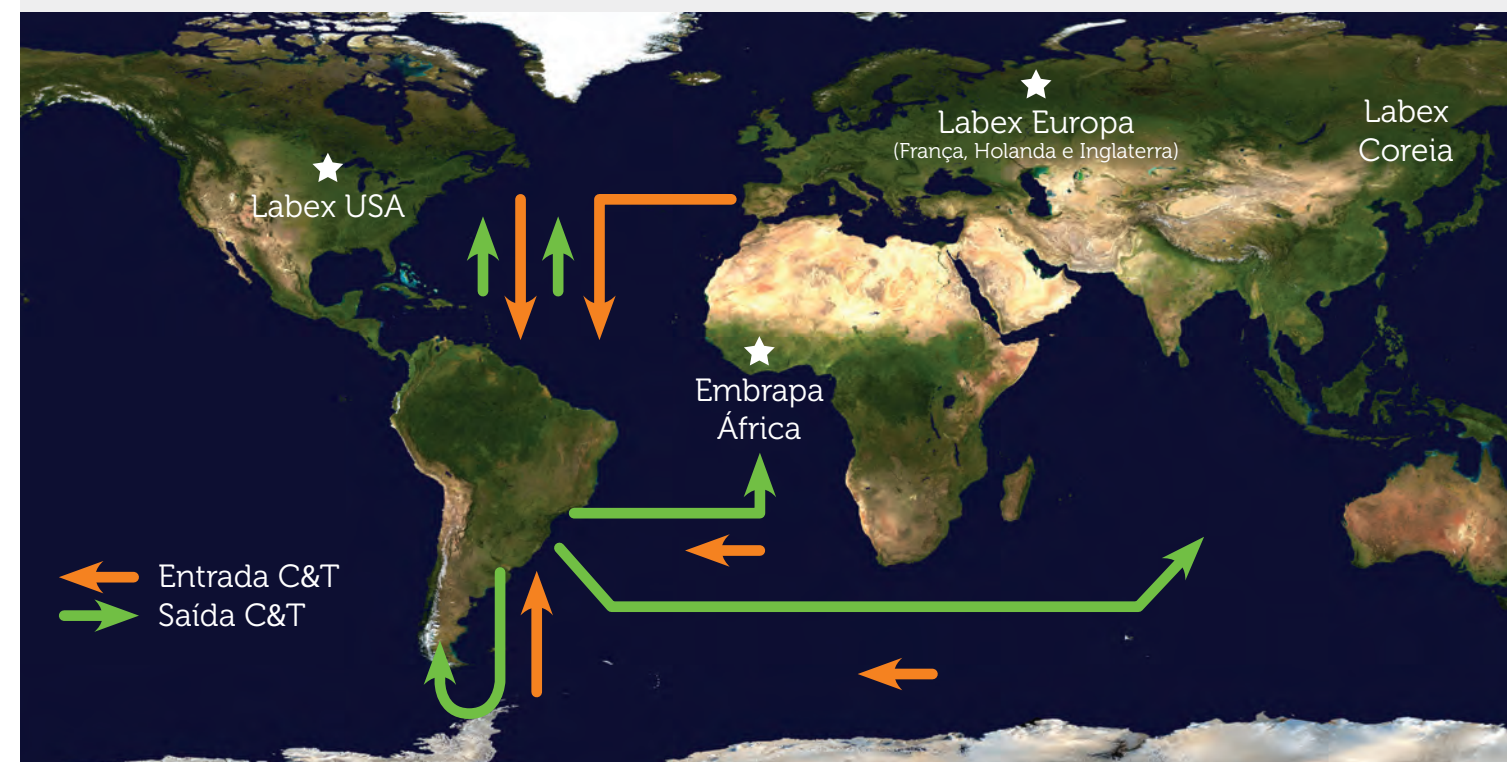 Labex USA
Labex Europa
(França, Holanda e Inglaterra)
Labex
Coreia
Embrapa
África
Entrada C&T
Saída C&T